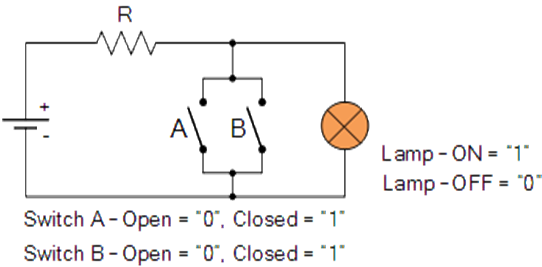 R
+
-
A B
Lamp - ON = "1"
Lamp - OFF = "0"
Switch A - Open = "0", Closed = "1"
Switch B - Open = "0", Closed = "1"